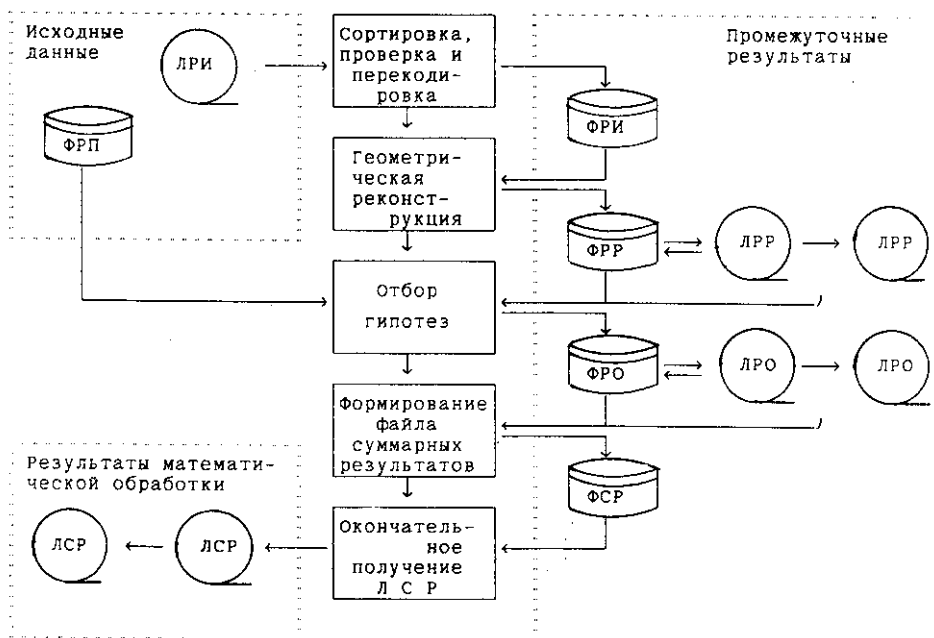 Исходные
данные
ЛРИ
ФРП
Сортировка,
проверка и
перекоди-
ровка
Геометри-
ческая
реконст-
рукция
Отбор
гипотез
Формирование
файла
суммарных
результатов
Окончатель-
ное
получение
Л С Р
Промежуточные
результаты
ФРИ
ФРР
ЛРР
ЛРР
ФРО
ЛРО
ЛРО
ФСР
Результаты математи-
ческой обработки
ЛСР
ЛСР